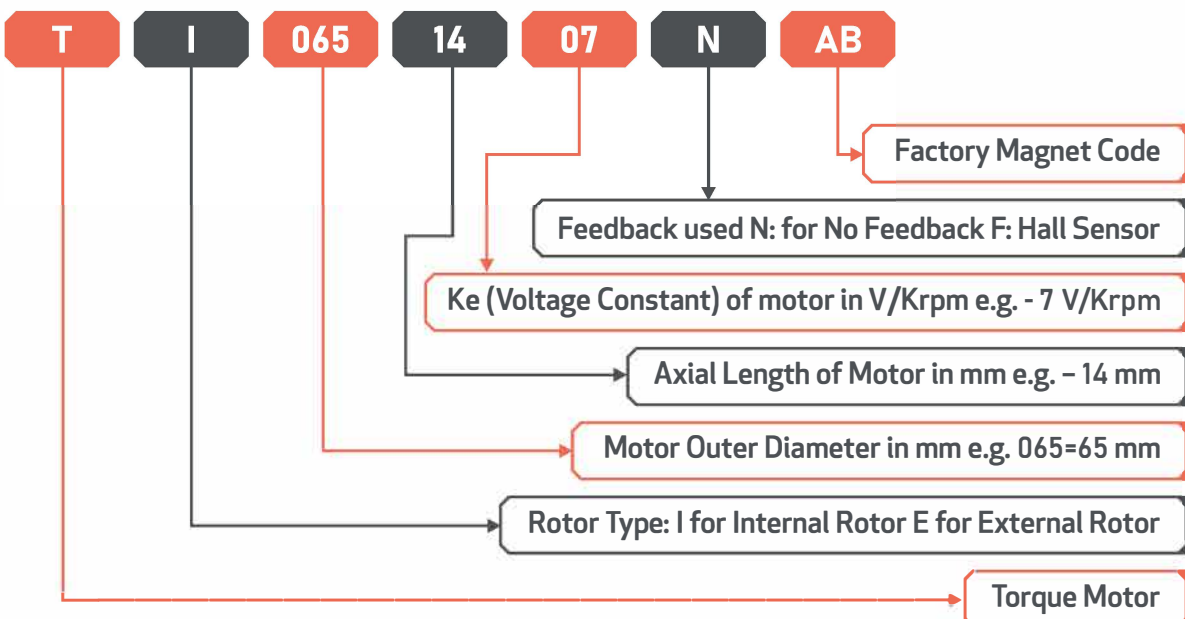 T I 065 14 07 N AB
Factory Magnet Code
Feedback used N: for No Feedback F: Hall Sensor
Ke (Voltage Constant) of motor in V/Krpm e.g. - 7 V/Krpm
Axial Length of Motor in mm e.g. – 14 mm
Motor Outer Diameter in mm e.g. 065=65 mm
Rotor Type: I for Internal Rotor E for External Rotor
Torque Motor